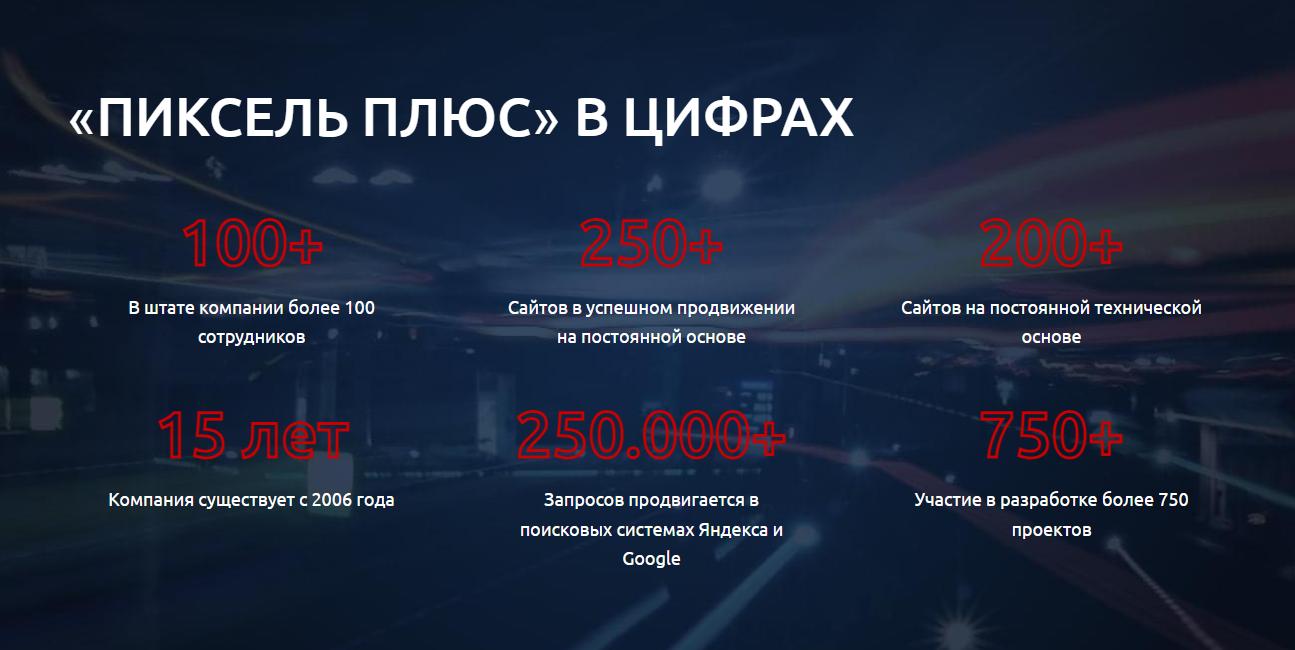 «ПИКСЕЛЬ ПЛЮС» В ЦИФРАХ
100+
В штате компании более 100
сотрудников
250+
Сайтов в успешном продвижении
на постоянной основе
200+
Сайтов на постоянной технической
основе
15 лет
Компания существует с 2006 года
250.000+
Запросов продвигается в
поисковых системах Яндекса и
Google
750+
Участие в разработке более 750
проектов